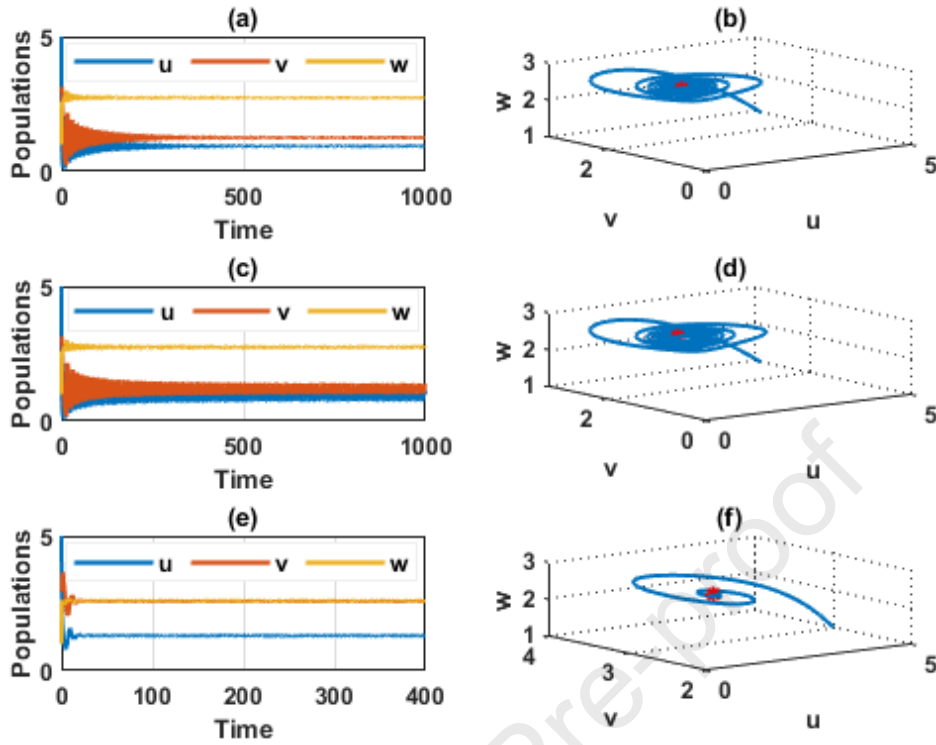 (a)
Populations
5
0
u v w
0 500 1000
Time
(b)
w
3
2
1
2
0
0
5
v
u
(c)
Populations
5
0
u v w
0 500 1000
Time
(d)
w
3
2
1
2
0
0
5
v
u
(e)
Populations
5
0
u v w
0 100 200 300 400
Time
(f)
w
3
2
1
4
3
2
0
5
v
u
Pre-proof